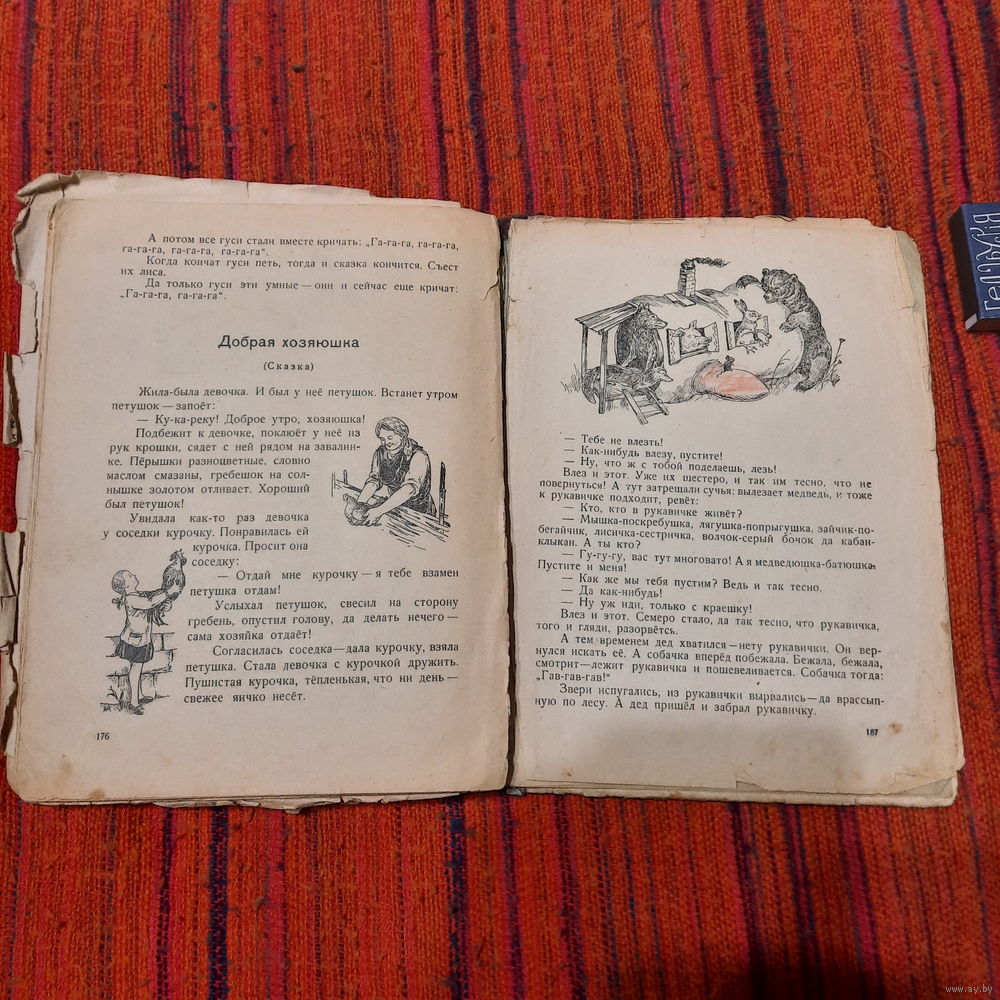 А потом все гуси стали вместе кричать: „Га-га-га, га-га-га,
га-га-га, га-га-га, га-га-га“.
Когда кончат гуси петь, тогда и сказка кончится. Съест
их лиса.
Да только гуси эти умные — они и сейчас еще кричат:
„Га-га-га, га-га-га“.
Добрая хозяюшка
(Сказка)
Жила-была девочка. И был у неё петушок. Встанет утром
петушок — запоёт:
— Ку-ка-реку! Доброе утро, хозяюшка!
Подбежит к девочке, поклюёт у неё из
рук крошки, сядет с ней рядом на завалин-
ке. Пёрышки разноцветные, словно
маслом смазаны, гребешок на сол-
нышке золотом отливает. Хороший
был петушок!
Увидала как-то раз девочка
у соседки курочку. Понравилась ей
курочка. Просит она
соседку:
— Отдай мне курочку — я тебе взамен
петушка отдам!
Услыхал петушок, свесил на сторону
гребень, опустил голову, да делать нечего —
сама хозяйка отдаёт!
Согласилась соседка — дала курочку, взяла
петушка. Стала девочка с курочкой дружить.
Пушистая курочка, тёпленькая, что ни день —
свежее яичко несёт.
176
— Тебе не влезть!
— Как-нибудь влезу, пустите!
— Ну, что ж с тобой поделаешь, лезь!
Влез и этот. Уже их шестеро, и так им тесно, что не
повернуться! А тут затрещали сучья: вылезает медведь, и тоже
к рукавичке подходит, ревёт:
— Кто, кто в рукавичке живёт?
— Мышка-поскребушка, лягушка-попрыгушка, зайчик-по-
бегайчик, лисичка-сестричка, волчок-серый бочок да кабан-
клыкан. А ты кто?
— Гу-гу-гу, вас тут многовато! А я медведюшка-батюшка.
Пустите и меня!
— Как же мы тебя пустим? Ведь и так тесно.
— Да как-нибудь!
— Ну уж иди, только с краешку!
Влез и этот. Семеро стало, да так тесно, что рукавичка,
того и гляди, разорвётся.
А тем временем дед хватился — нету рукавички. Он вер-
нулся искать её. А собачка вперёд побежала. Бежала, бежала,
смотрит — лежит рукавичка и пошевеливается. Собачка тогда:
„Гав-гав-гав!“
Звери испугались, из рукавички вырвались — да врассып-
ную по лесу. А дед пришёл и забрал рукавичку.
187
www.ay.by